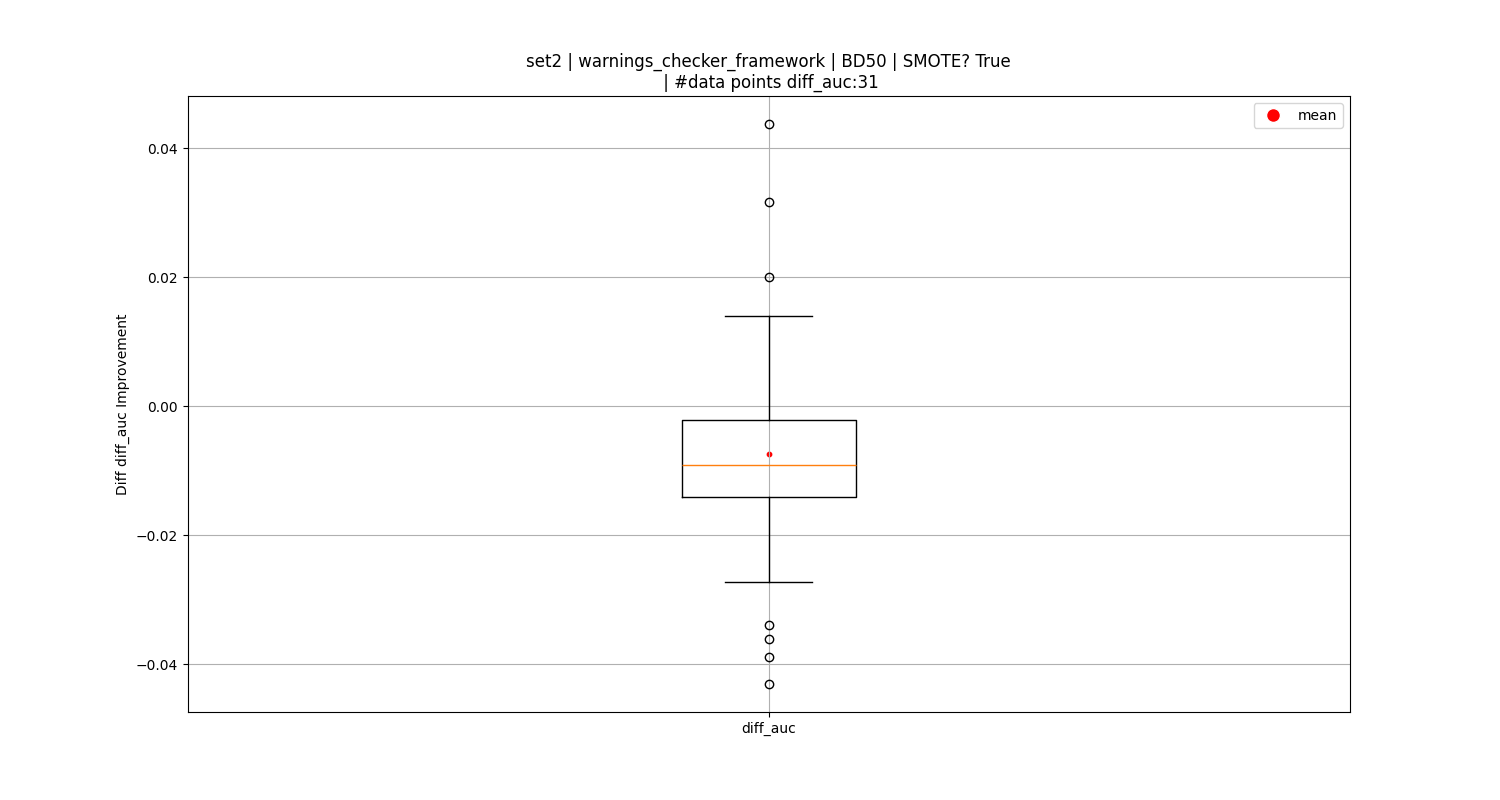 set2 | warnings_checker_framework | BD50 | SMOTE? True
| #data points diff_auc:31
mean
0.04
0.02
0.00
−0.02
−0.04
Diff diff_auc Improvement
diff_auc